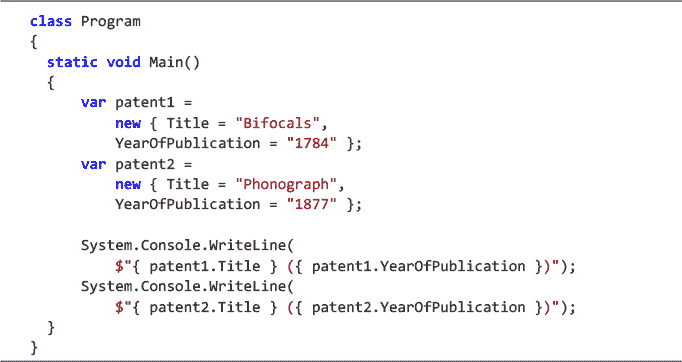 class Program
{
  static void Main()
  {
      var patent1 =
          new { Title = "Bifocals",
          YearOfPublication = "1784" };
      var patent2 =
          new { Title = "Phonograph",
          YearOfPublication = "1877" };

      System.Console.WriteLine(
          $"{ patent1.Title } ({ patent1.YearOfPublication })");
      System.Console.WriteLine(
          $"{ patent2.Title } ({ patent2.YearOfPublication })");
  }
}